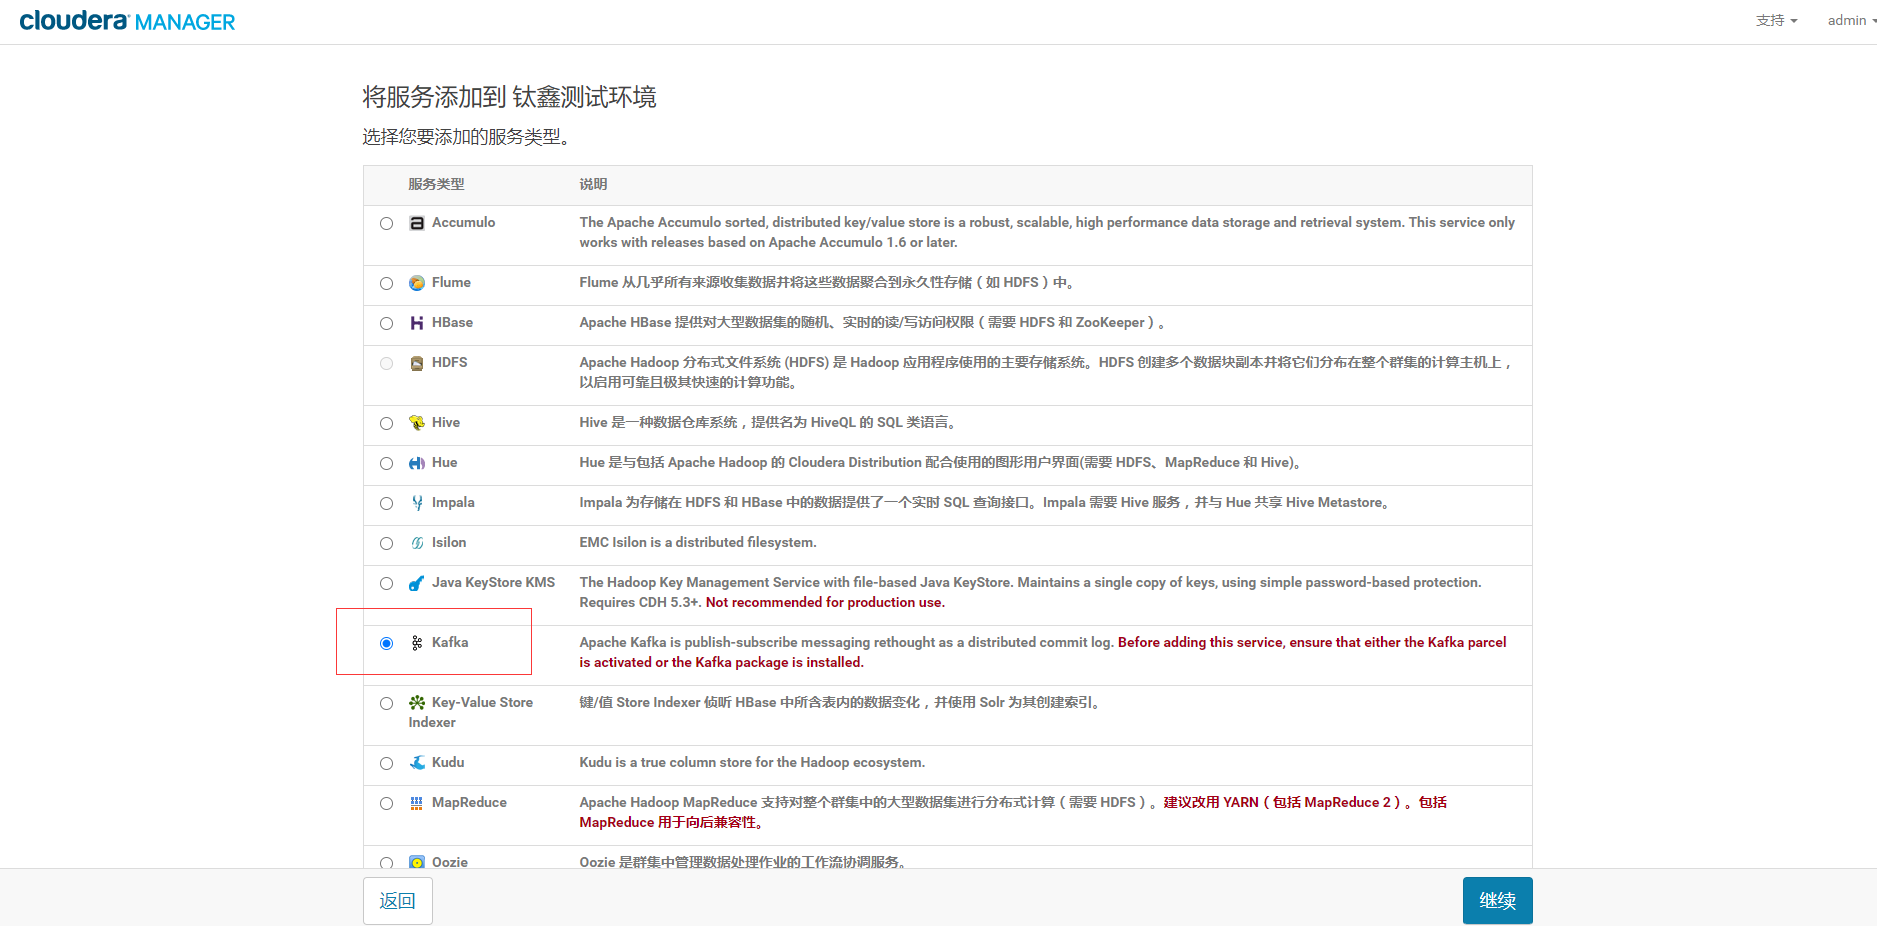 cloudera MANAGER
支持
admin
将服务添加到 钛鑫测试环境
选择您要添加的服务类型。
服务类型 说明
Accumulo The Apache Accumulo sorted, distributed key/value store is a robust, scalable, high performance data storage and retrieval system. This service only
works with releases based on Apache Accumulo 1.6 or later.
Flume Flume 从几乎所有来源收集数据并将这些数据聚合到永久性存储（如 HDFS）中。
HBase Apache HBase 提供对大型数据集的随机、实时的读/写访问权限（需要 HDFS 和 ZooKeeper）。
HDFS Apache Hadoop 分布式文件系统 (HDFS) 是 Hadoop 应用程序使用的主要存储系统。HDFS 创建多个数据块副本并将它们分布在整个群集的计算主机上，
以启用可靠且极其快速的计算功能。
Hive Hive 是一种数据仓库系统，提供名为 HiveQL 的 SQL 类语言。
Hue Hue 是与包括 Apache Hadoop 的 Cloudera Distribution 配合使用的图形用户界面(需要 HDFS、MapReduce 和 Hive)。
Impala Impala 为存储在 HDFS 和 HBase 中的数据提供了一个实时 SQL 查询接口。Impala 需要 Hive 服务，并与 Hue 共享 Hive Metastore。
Isilon EMC Isilon is a distributed filesystem.
Java KeyStore KMS The Hadoop Key Management Service with file-based Java KeyStore. Maintains a single copy of keys, using simple password-based protection.
Requires CDH 5.3+. Not recommended for production use.
Kafka Apache Kafka is publish-subscribe messaging rethought as a distributed commit log. Before adding this service, ensure that either the Kafka parcel
is activated or the Kafka package is installed.
Key-Value Store 键/值 Store Indexer 侦听 HBase 中所含表内的数据变化，并使用 Solr 为其创建索引。
Indexer
Kudu Kudu is a true column store for the Hadoop ecosystem.
MapReduce Apache Hadoop MapReduce 支持对整个群集中的大型数据集进行分布式计算（需要 HDFS）。建议改用 YARN（包括 MapReduce 2）。包括
MapReduce 用于向后兼容性。
Oozie Oozie 是群集中管理数据处理作业的工作流协调服务。
返回
继续